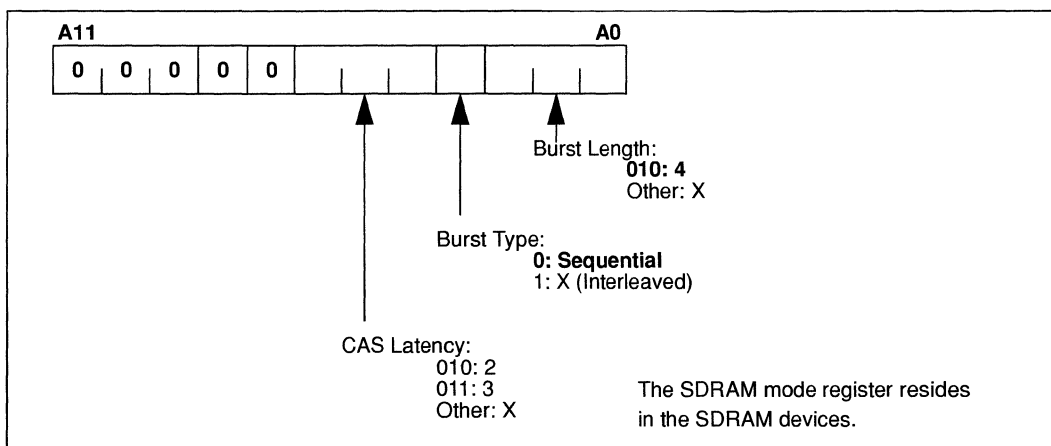 A11 A0
0 0 0 0 0
Burst Length:
010: 4
Other: X
Burst Type:
0: Sequential
1: X (Interleaved)
CAS Latency:
010: 2
011: 3
Other: X
The SDRAM mode register resides
in the SDRAM devices.